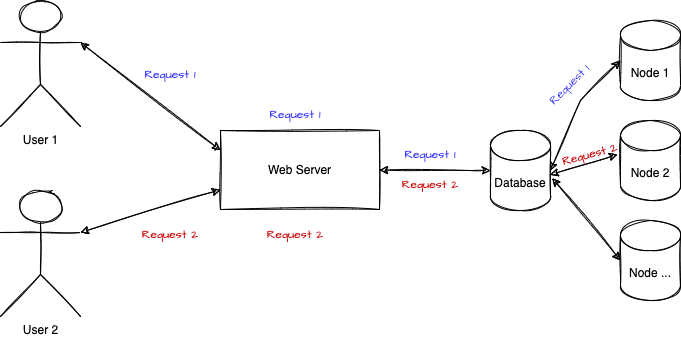 Request 1
Node 1
Request 1
User 1
Request 1
Request 1
Request 2
Web Server
Request 2
Database
Node 2
Request 2
Request 2
Node ...
User 2